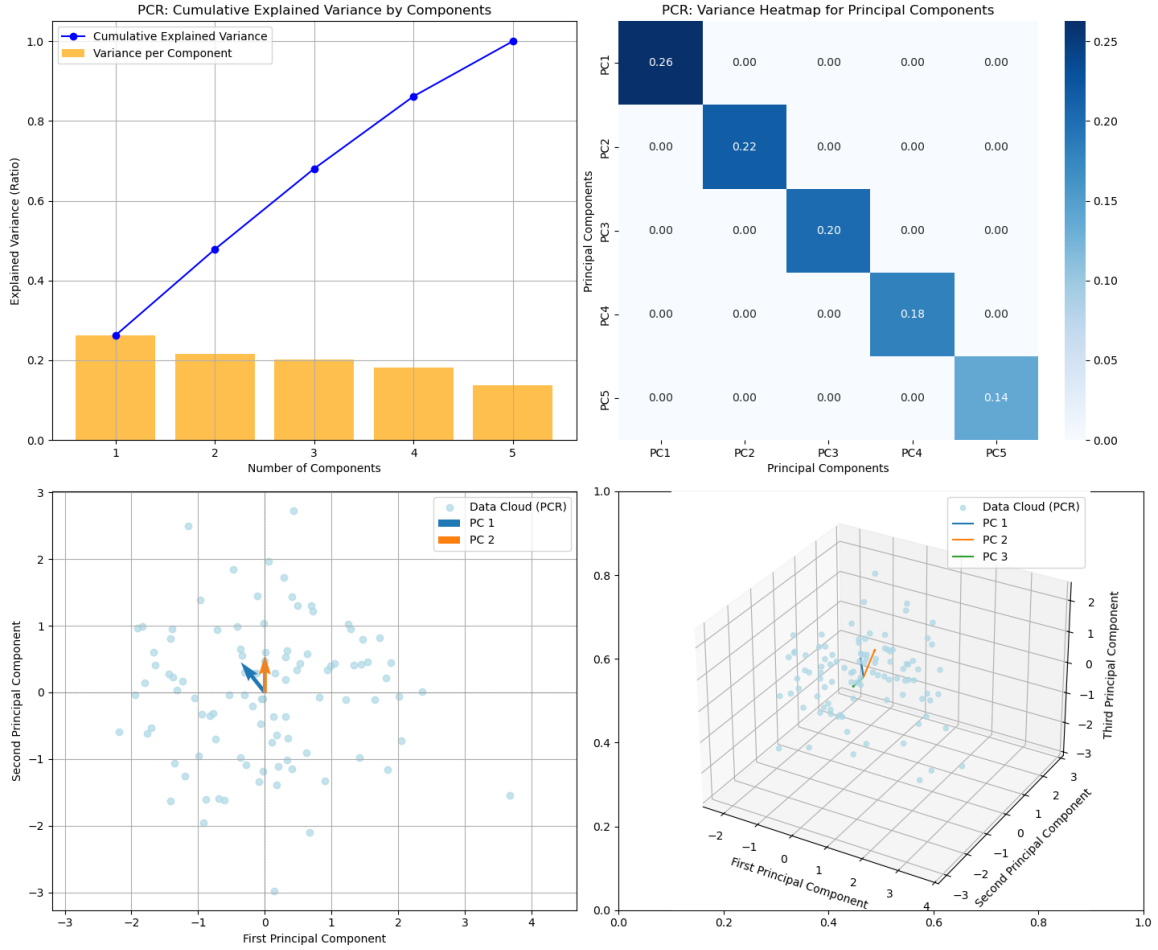 PCR: Cumulative Explained Variance by Components
Cumulative Explained Variance
Variance per Component
Explained Variance (Ratio)
1.0
0.8
0.6
0.4
0.2
0.0
1 2 3 4 5
Number of Components
PCR: Variance Heatmap for Principal Components
Principal Components
PC1 0.26 0.00 0.00 0.00 0.00
PC2 0.00 0.22 0.00 0.00 0.00
PC3 0.00 0.00 0.20 0.00 0.00
PC4 0.00 0.00 0.00 0.18 0.00
PC5 0.00 0.00 0.00 0.00 0.14
PC1 PC2 PC3 PC4 PC5
Principal Components
0.25
0.20
0.15
0.10
0.05
0.00
Data Cloud (PCR)
PC 1
PC 2
Second Principal Component
3
2
1
0
−1
−2
−3
−3 −2 −1 0 1 2 3 4
First Principal Component
1.0
0.8
0.6
0.4
0.2
0.0
0.0 0.2 0.4 0.6 0.8 1.0
Data Cloud (PCR)
PC 1
PC 2
PC 3
−2 −1 0 1 2 3 4
First Principal Component
−3 −2 −1 0 1 2 3
Second Principal Component
2
1
0
−1
−2
−3
Third Principal Component